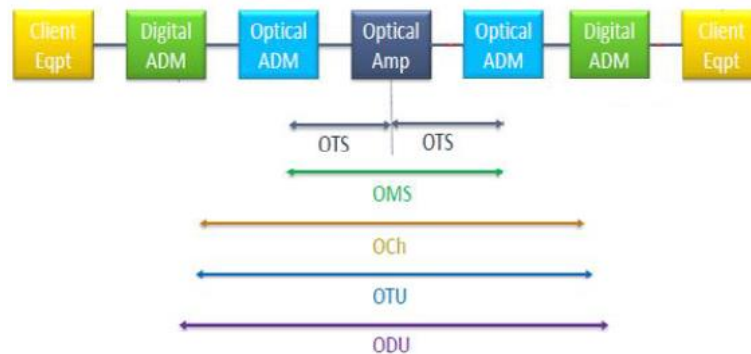 Client
Eqpt
Digital
ADM
Optical
ADM
Optical
Amp
Optical
ADM
Digital
ADM
Client
Eqpt
OTS
OTS
OMS
OCh
OTU
ODU